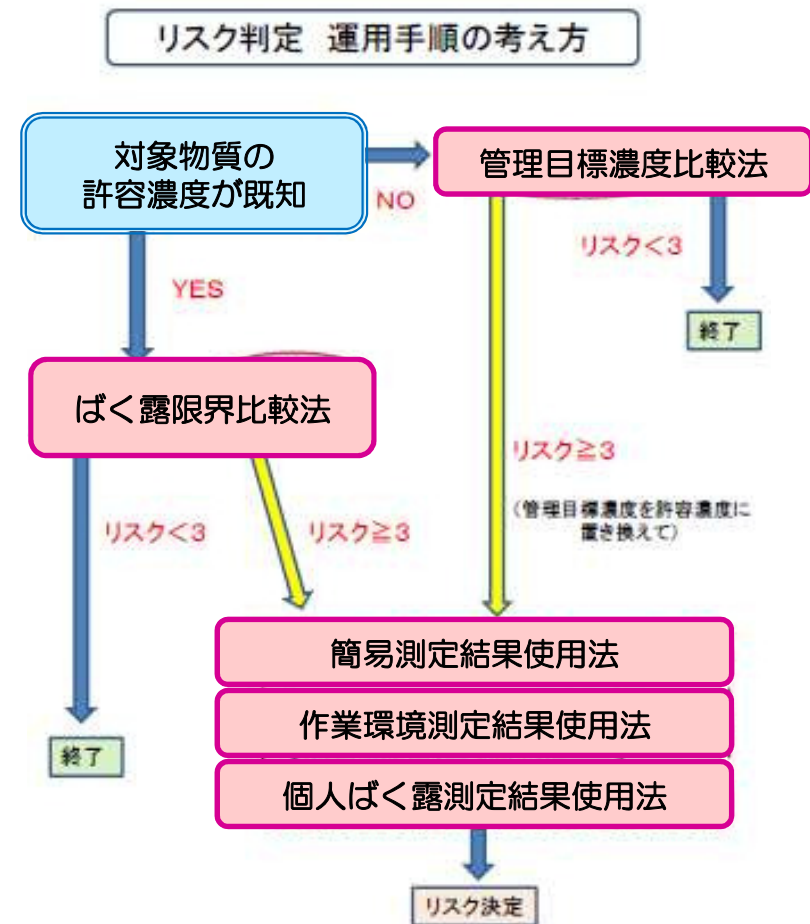 リスク判定 運用手順の考え方
対象物質の
許容濃度が既知
NO
管理目標濃度比較法
リスク<3
終了
YES
ばく露限界比較法
リスク≧3
(管理目標濃度を許容濃度に
置き換えて)
リスク<3
リスク≧3
終了
簡易測定結果使用法
作業環境測定結果使用法
個人ばく露測定結果使用法
リスク決定